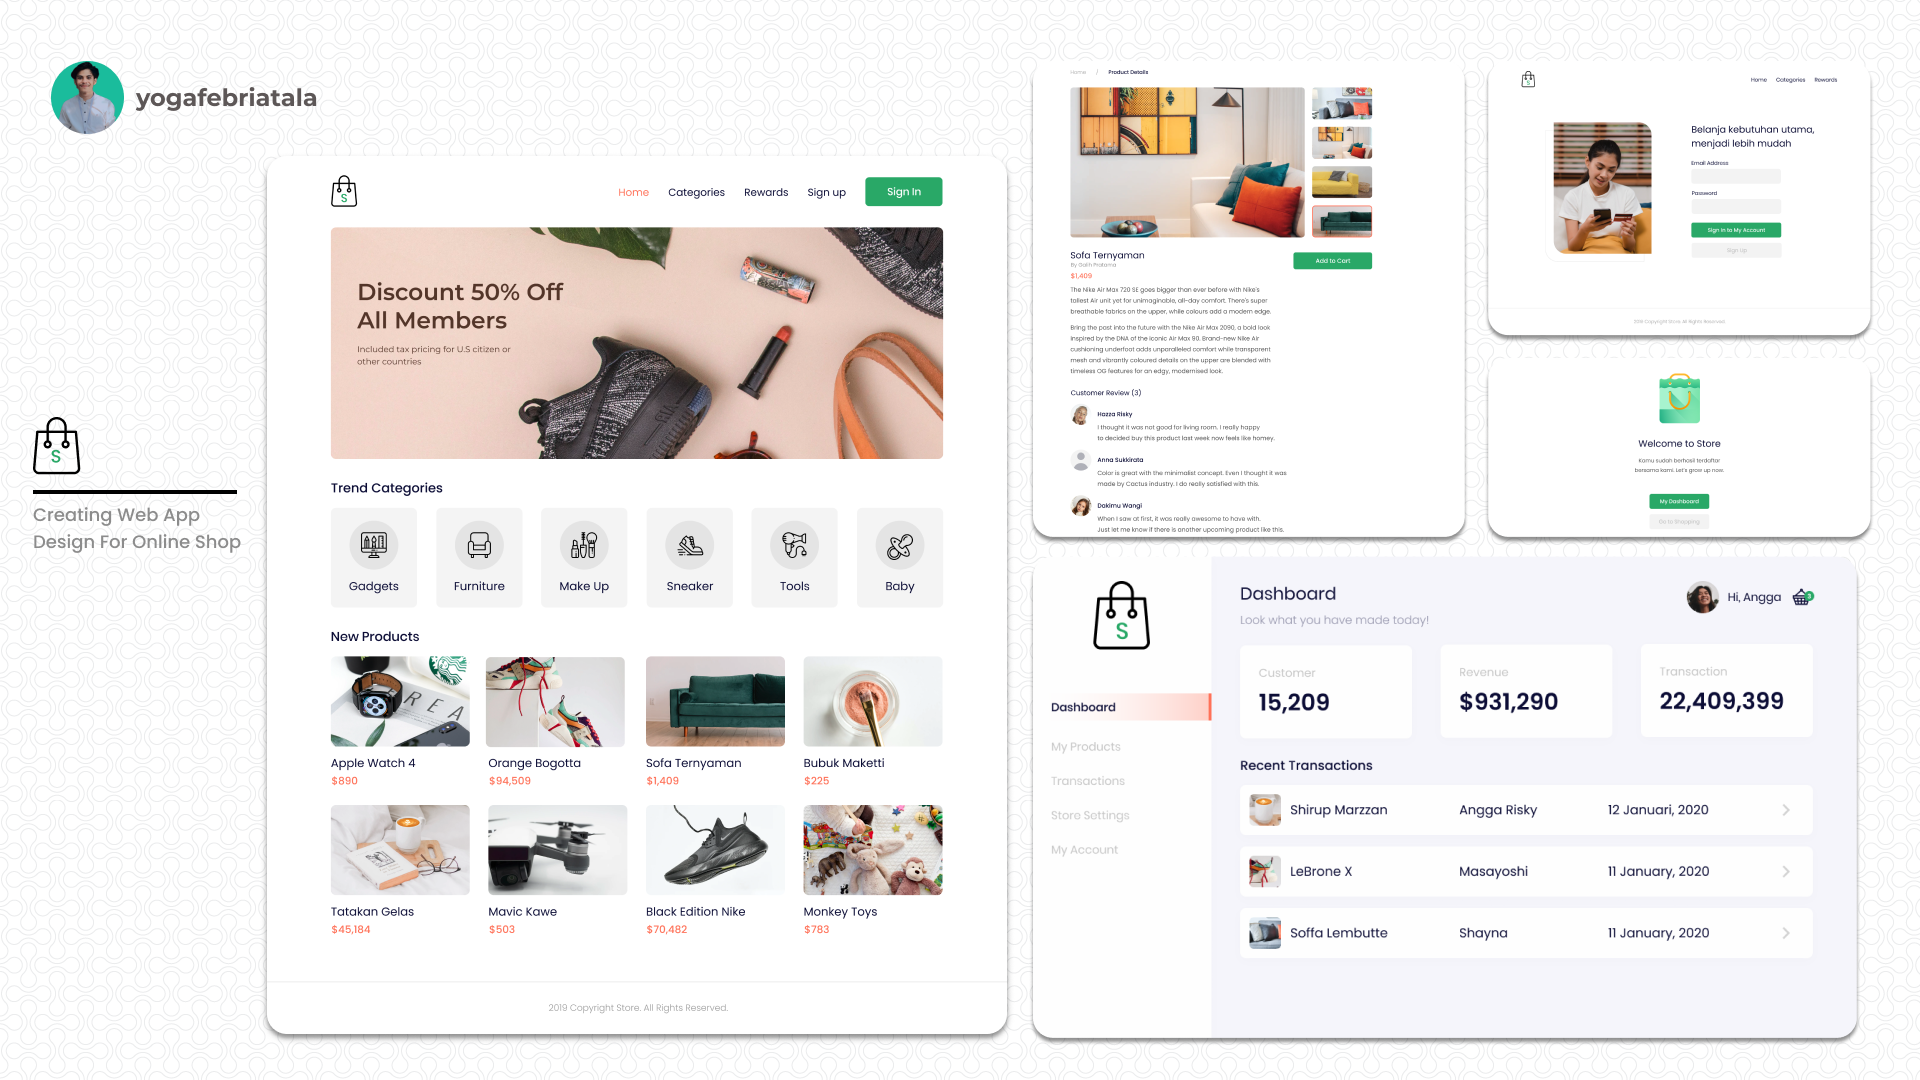 yogafebriatala
S
Creating Web App
Design For Online Shop
S
Home Categories Rewards Sign up Sign In
Discount 50% Off
All Members
Included tax pricing for U.S citizen or
other countries
Trend Categories
Gadgets Furniture Make Up Sneaker Tools Baby
New Products
R E A
Apple Watch 4
$890
Orange Bogotta
$94,509
Sofa Ternyaman
$1,409
Bubuk Maketti
$225
Tatakan Gelas
$45,184
Mavic Kawe
$503
Black Edition Nike
$70,482
Monkey Toys
$783
2019 Copyright Store. All Rights Reserved.
Home / Product Details
Sofa Ternyaman
By Galih Pratama
$1,409
Add to Cart
The Nike Air Max 720 SE goes bigger than ever before with Nike's
tallest Air unit yet for unimaginable, all-day comfort. There's super
breathable fabrics on the upper, while colours add a modern edge.
Bring the past into the future with the Nike Air Max 2090, a bold look
inspired by the DNA of the iconic Air Max 90. Brand-new Nike Air
cushioning underfoot adds unparalleled comfort while transparent
mesh and vibrantly coloured details on the upper are blended with
timeless OG features for an edgy, modernised look.
Customer Review (3)
Hazza Risky
I thought it was not good for living room. I really happy
to decided buy this product last week now feels like homey.
Anna Sukkirata
Color is great with the minimalist concept. Even I thought it was
made by Cactus industry. I do really satisfied with this.
Dakimu Wangi
When I saw at first, it was really awesome to have with.
Just let me know if there is another upcoming product like this.
Home Categories Rewards
Belanja kebutuhan utama,
menjadi lebih mudah
Email Address
Password
Sign In to My Account
Sign Up
2019 Copyright Store. All Rights Reserved.
Welcome to Store
Kamu sudah berhasil terdaftar
bersama kami. Let's grow up now.
My Dashboard
Go to Shopping
S
Dashboard
My Products
Transactions
Store Settings
My Account
Dashboard
Look what you have made today!
Hi, Angga 3
Customer
15,209
Revenue
$931,290
Transaction
22,409,399
Recent Transactions
Shirup Marzzan Angga Risky 12 Januari, 2020
LeBrone X Masayoshi 11 January, 2020
Soffa Lembutte Shayna 11 January, 2020